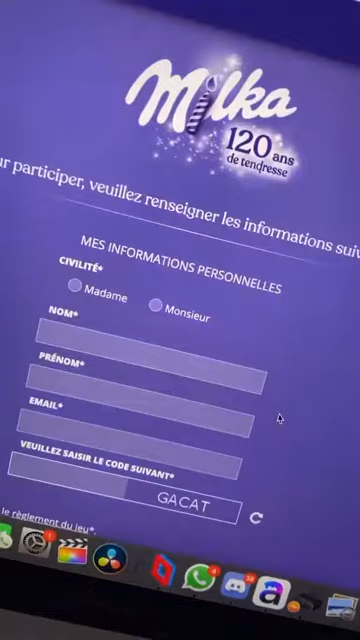 Milka
120 ans
de tendresse
ur participer, veuillez renseigner les informations suiv
MES INFORMATIONS PERSONNELLES
CIVILITÉ*
Madame
Monsieur
NOM*
PRÉNOM*
EMAIL*
VEUILLEZ SAISIR LE CODE SUIVANT*
GACAT
le règlement du jeu*.